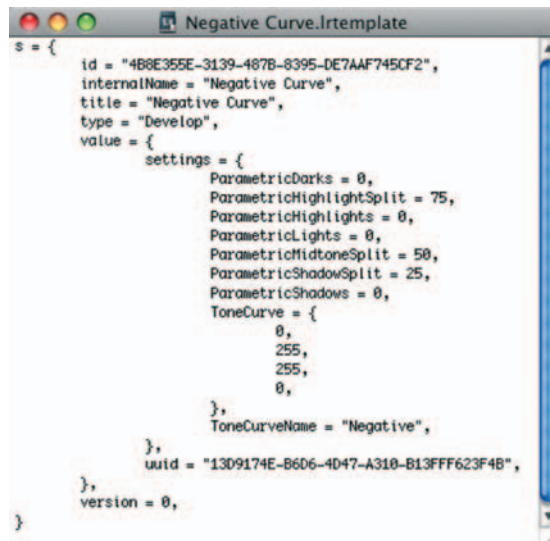 Negative Curve.lrtemplate
s = {
id = "4B8E355E-3139-487B-8395-DE7AAF745CF2",
internalName = "Negative Curve",
title = "Negative Curve",
type = "Develop",
value = {
settings = {
ParametricDarks = 0,
ParametricHighlightSplit = 75,
ParametricHighlights = 0,
ParametricLights = 0,
ParametricMidtoneSplit = 50,
ParametricShadowSplit = 25,
ParametricShadows = 0,
ToneCurve = {
0,
255,
255,
0,
},
ToneCurveName = "Negative",
},
uuid = "13D9174E-B6D6-4D47-A310-B13FFF623F4B",
},
version = 0,
}